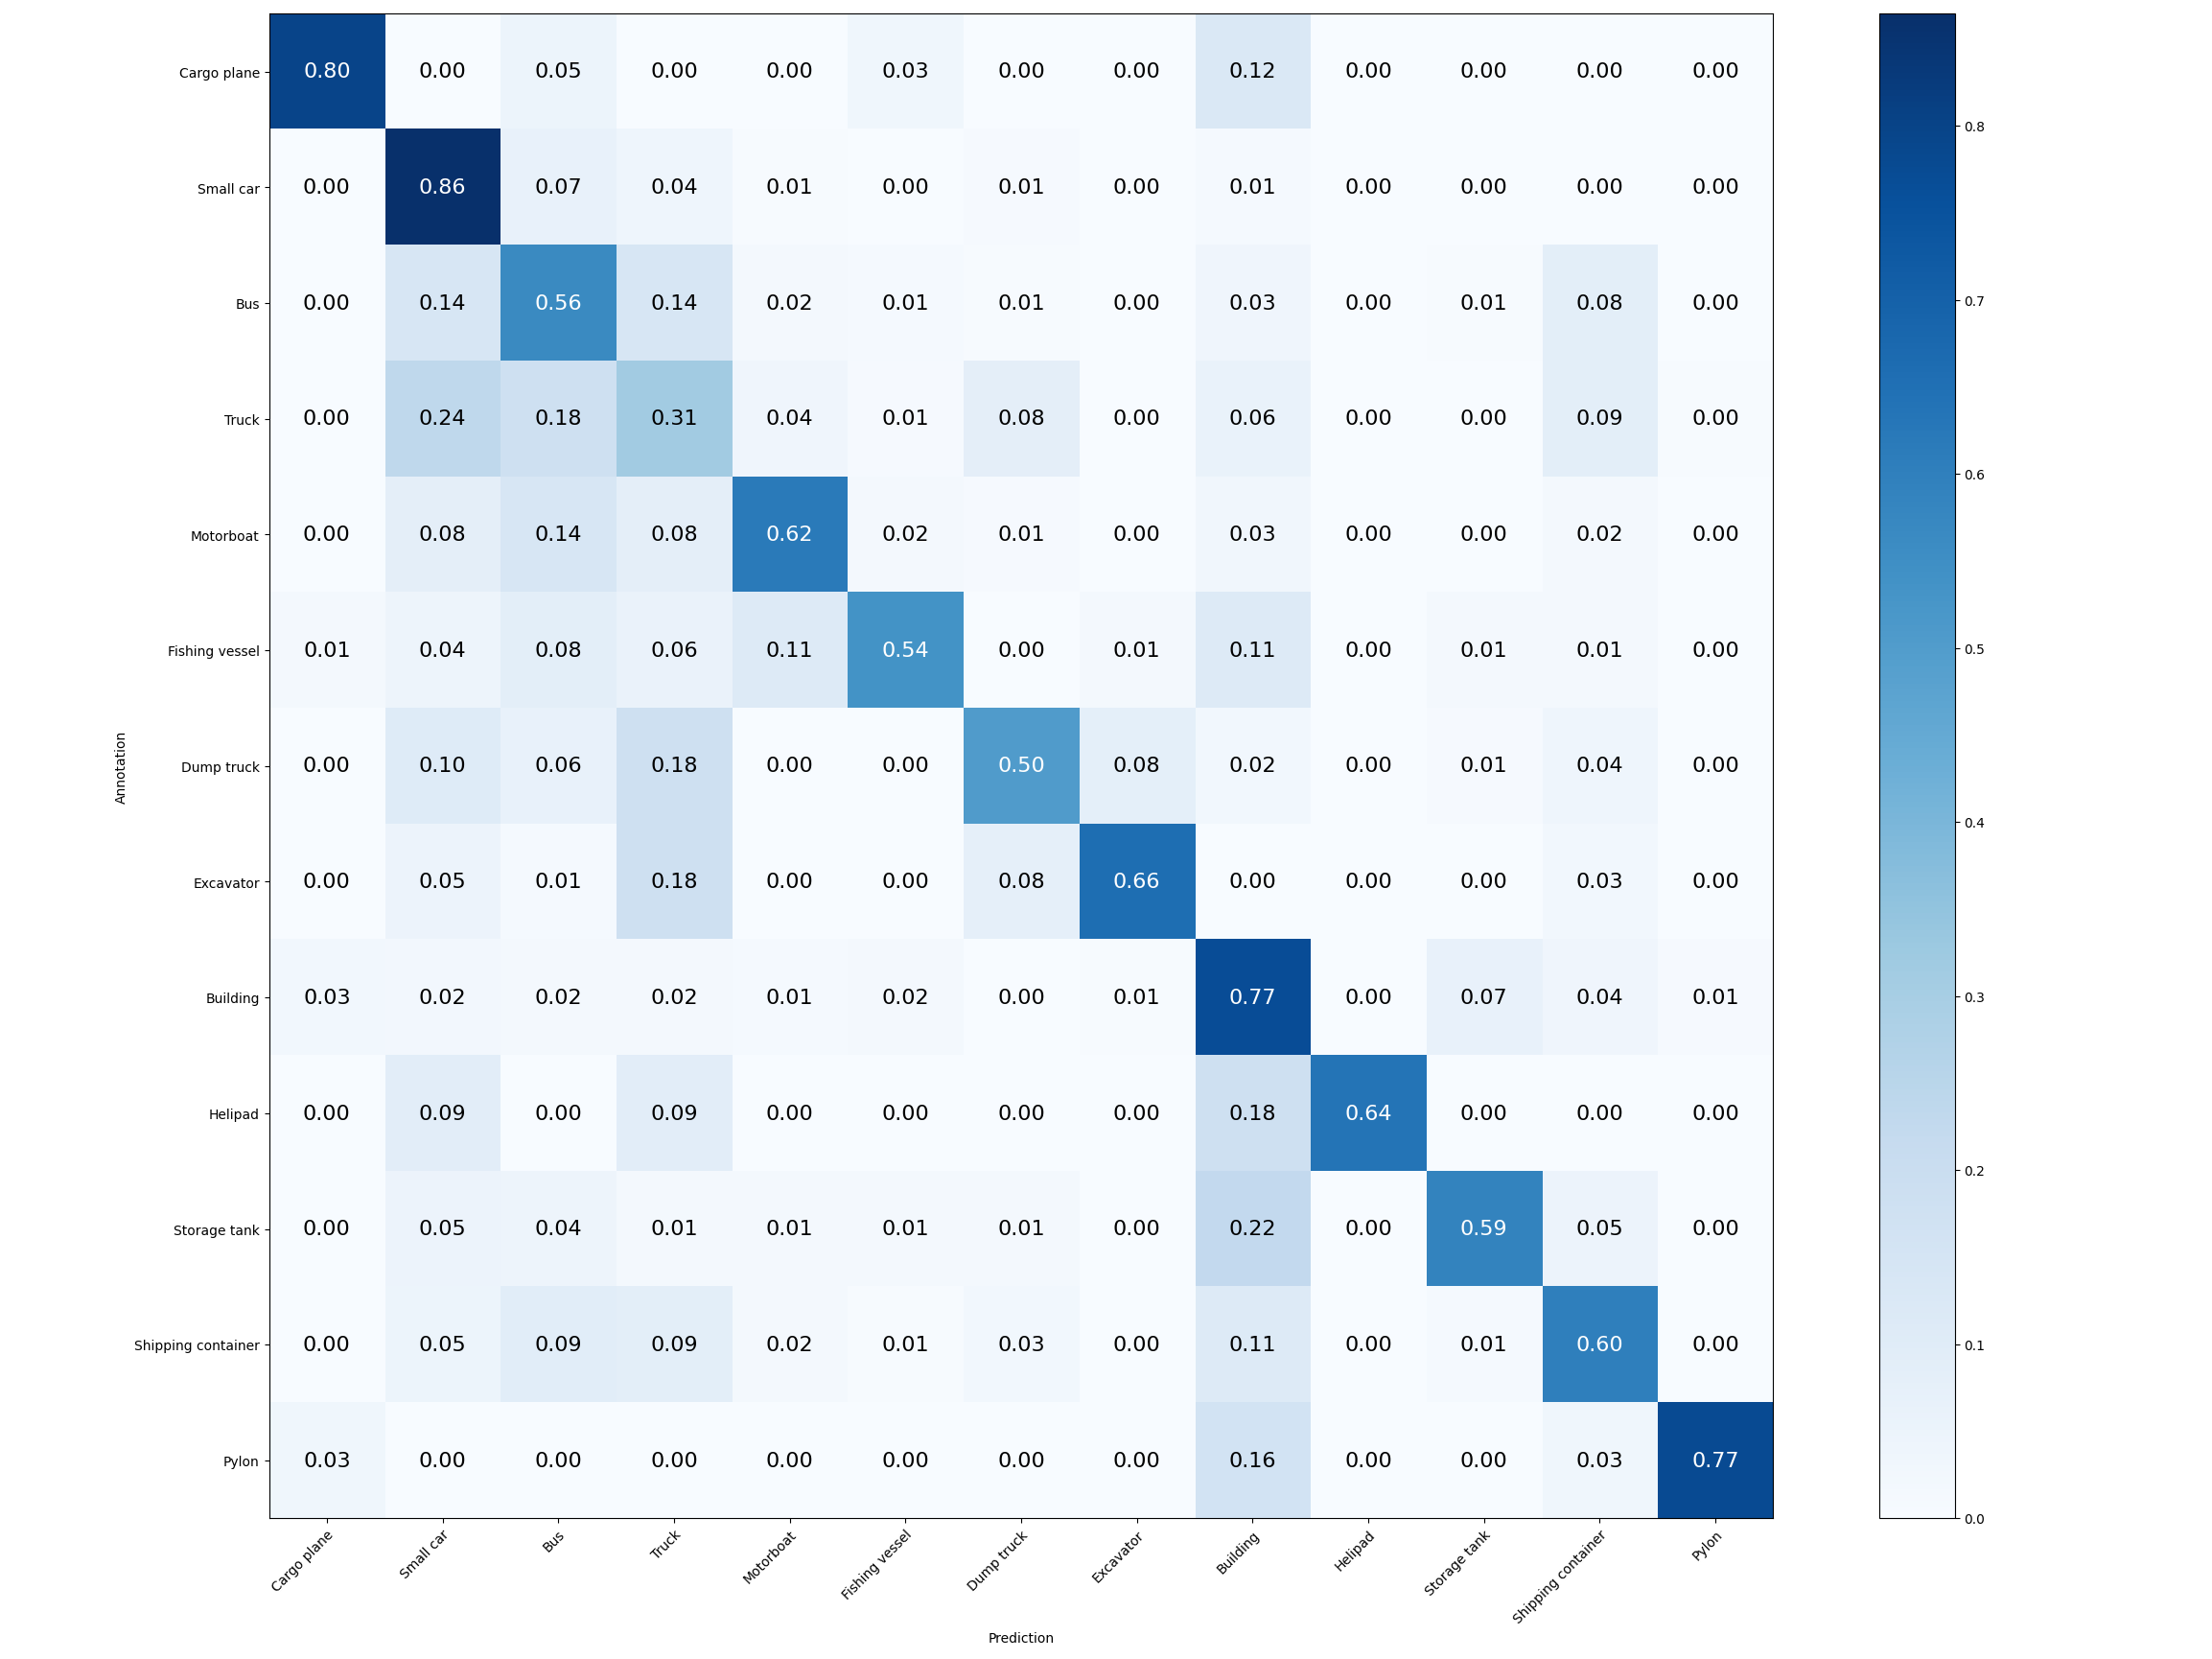 Cargo plane 0.80 0.00 0.05 0.00 0.00 0.03 0.00 0.00 0.12 0.00 0.00 0.00 0.00
0.8
Small car 0.00 0.86 0.07 0.04 0.01 0.00 0.01 0.00 0.01 0.00 0.00 0.00 0.00
Bus 0.00 0.14 0.56 0.14 0.02 0.01 0.01 0.00 0.03 0.00 0.01 0.08 0.00
0.7
Truck 0.00 0.24 0.18 0.31 0.04 0.01 0.08 0.00 0.06 0.00 0.00 0.09 0.00
0.6
Motorboat 0.00 0.08 0.14 0.08 0.62 0.02 0.01 0.00 0.03 0.00 0.00 0.02 0.00
Fishing vessel 0.01 0.04 0.08 0.06 0.11 0.54 0.00 0.01 0.11 0.00 0.01 0.01 0.00
0.5
Annotation
Dump truck 0.00 0.10 0.06 0.18 0.00 0.00 0.50 0.08 0.02 0.00 0.01 0.04 0.00
0.4
Excavator 0.00 0.05 0.01 0.18 0.00 0.00 0.08 0.66 0.00 0.00 0.00 0.03 0.00
Building 0.03 0.02 0.02 0.02 0.01 0.02 0.00 0.01 0.77 0.00 0.07 0.04 0.01
0.3
Helipad 0.00 0.09 0.00 0.09 0.00 0.00 0.00 0.00 0.18 0.64 0.00 0.00 0.00
0.2
Storage tank 0.00 0.05 0.04 0.01 0.01 0.01 0.01 0.00 0.22 0.00 0.59 0.05 0.00
Shipping container 0.00 0.05 0.09 0.09 0.02 0.01 0.03 0.00 0.11 0.00 0.01 0.60 0.00
0.1
Pylon 0.03 0.00 0.00 0.00 0.00 0.00 0.00 0.00 0.16 0.00 0.00 0.03 0.77
0.0
Cargo plane
Small car
Bus
Truck
Motorboat
Fishing vessel
Dump truck
Excavator
Building
Helipad
Storage tank
Shipping container
Pylon
Prediction